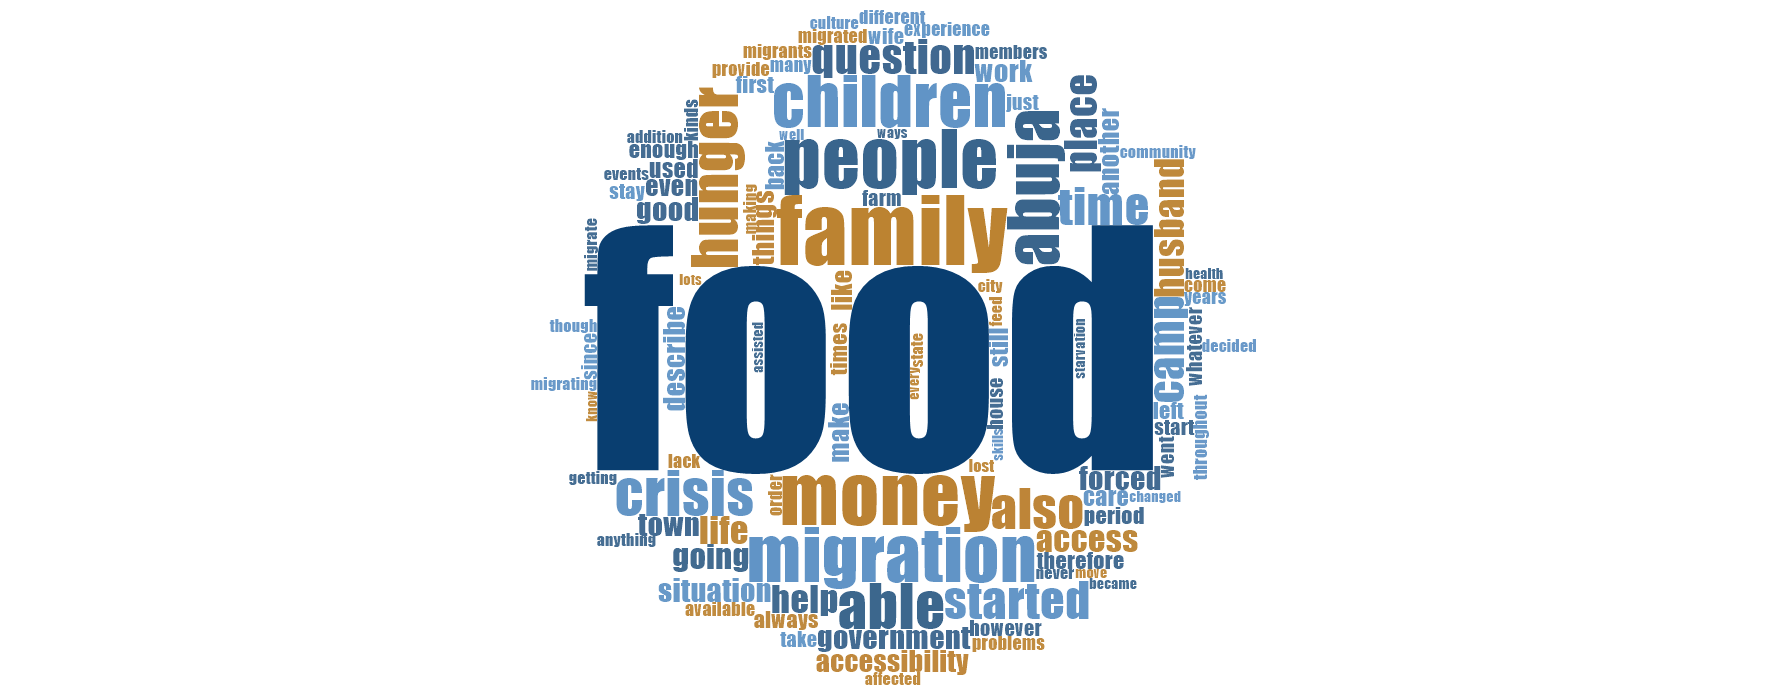 culture different
migrated wife experience
migrants question members
provide many work
first children just
hunger
kinds
place
another
abuja
addition
enough
well ways
people
back
community
events used
stay even
good
making
things
farm
family
time
husband
migrate
food
lots
like
city
feed
health
come
years
though
since
describe
assisted
times
every state
still
starvation
camp
whatever
decided
migrating
know
make
house
skills
left
start
throughout
went
lack
lost
getting
crisis
order
money also
forced
care changed
period
town life
anything
going
migration
access
therefore
never move
became
situation
available
help able started
always
take government however
problems
accessibility
affected